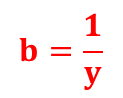 b = 1/y